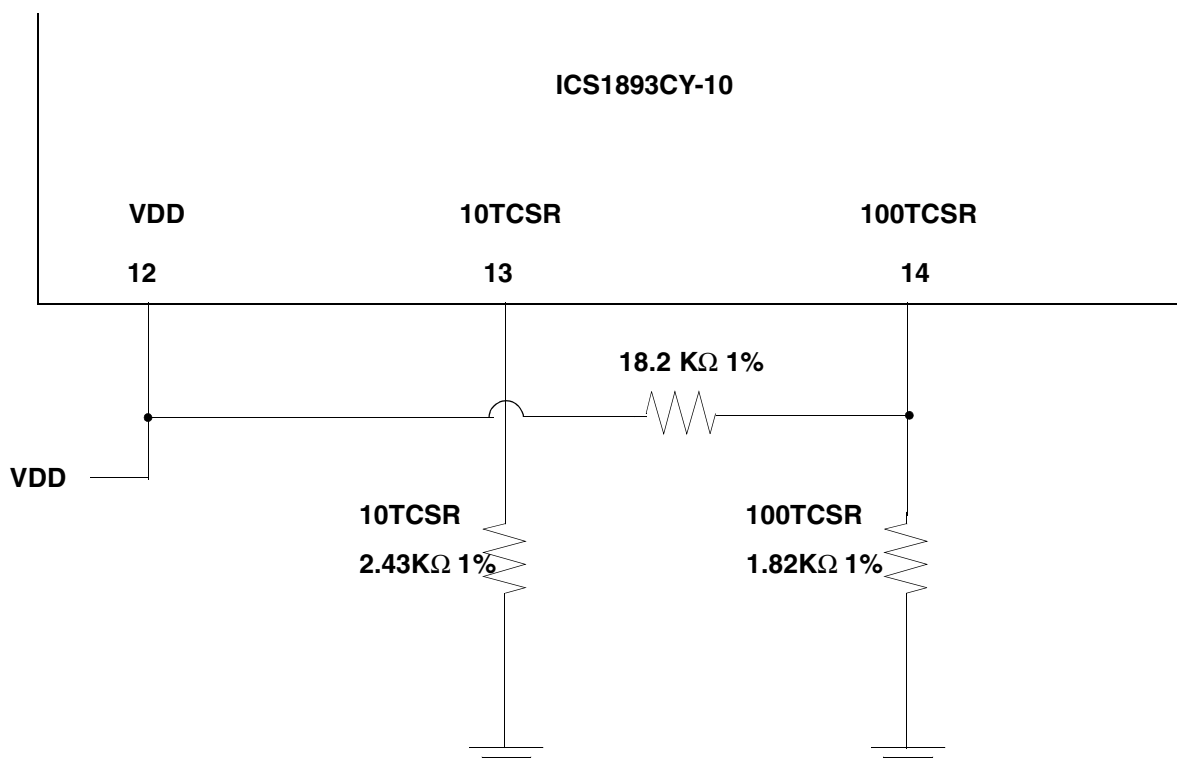 ICS1893CY-10
VDD 10TCSR 100TCSR
12 13 14
18.2 KΩ 1%
VDD
10TCSR 100TCSR
2.43KΩ 1% 1.82KΩ 1%